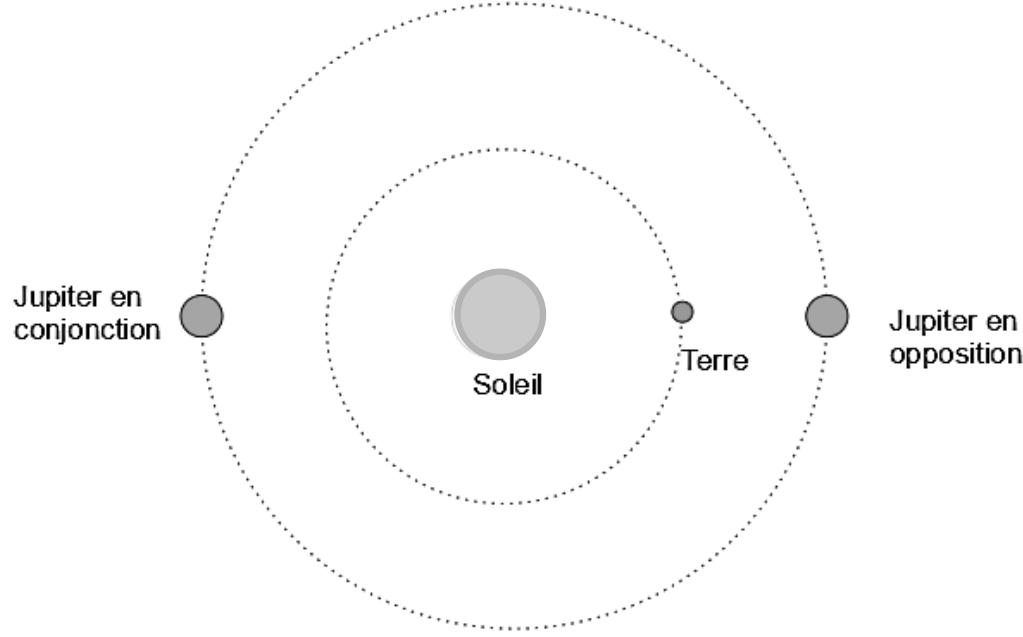 Jupiter en
conjonction
Soleil
Terre
Jupiter en
opposition